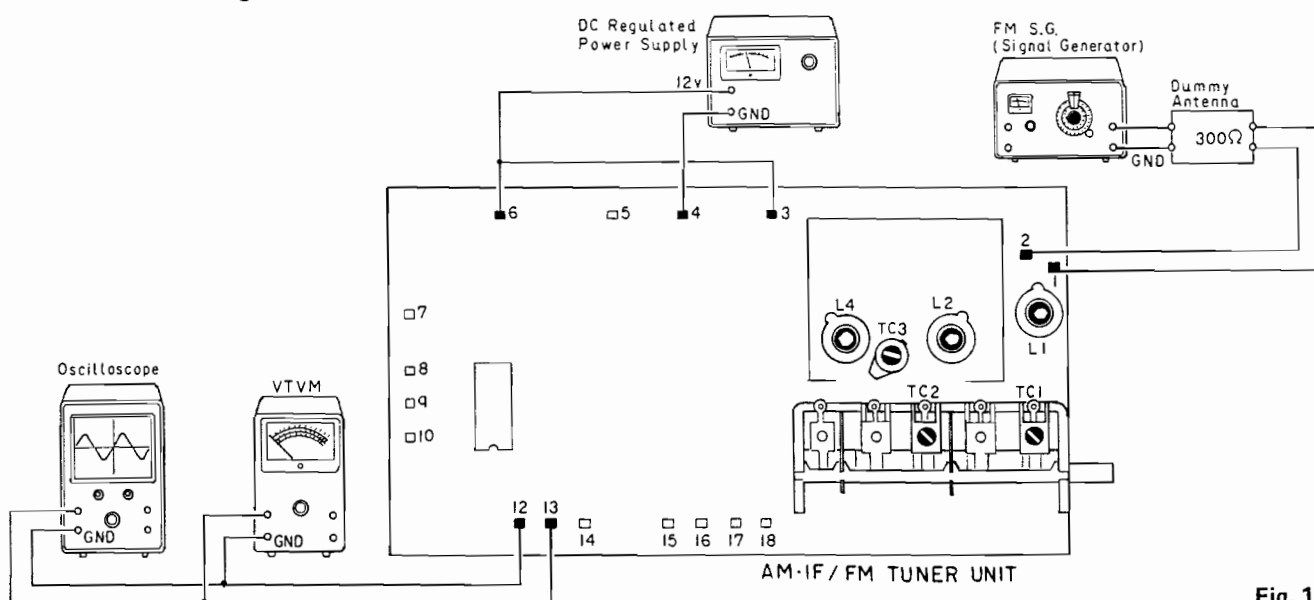 DC Regulated
Power Supply
12v
GND
FM S.G.
(Signal Generator)
Dummy
Antenna
300Ω
GND
6
5
4
3
2
1
L4
TC3
L2
L1
7
8
9
10
TC2
TC1
Oscilloscope
GND
VTVM
GND
12
13
14
15
16
17
18
AM·IF/FM TUNER UNIT
Fig. 1